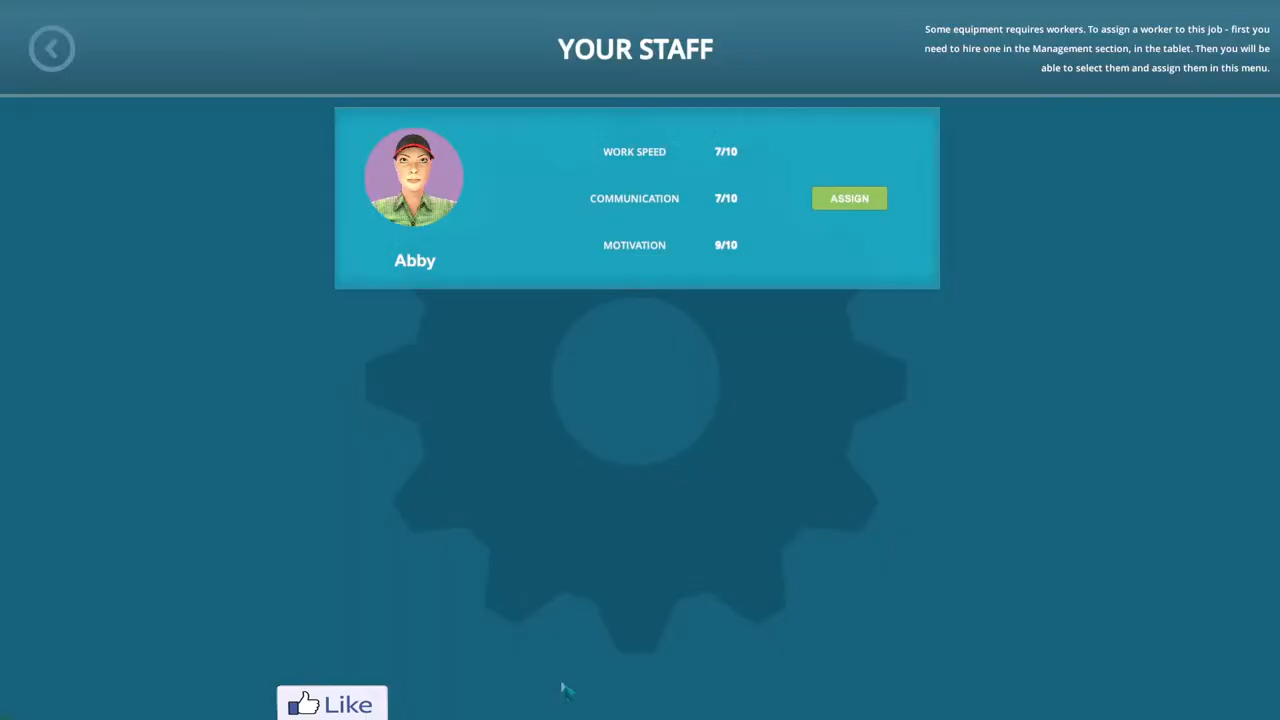 YOUR STAFF
Some equipment requires workers. To assign a worker to this job - first you
need to hire one in the Management section, in the tablet. Then you will be
able to select them and assign them in this menu.
WORK SPEED 7/10
COMMUNICATION 7/10
ASSIGN
MOTIVATION 9/10
Abby
Like